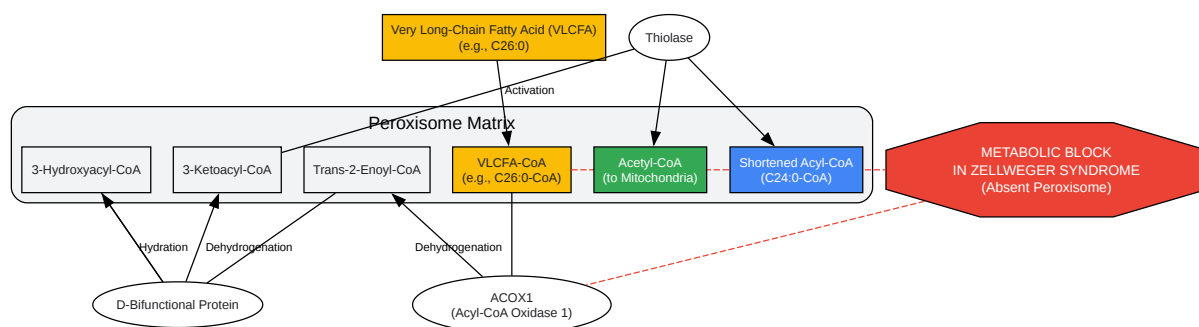 Very Long-Chain Fatty Acid (VLCFA)
(e.g., C26:0)
Thiolase
Activation
Peroxisome Matrix
3-Hydroxyacyl-CoA
3-Ketoacyl-CoA
Trans-2-Enoyl-CoA
VLCFA-CoA
(e.g., C26:0-CoA)
Acetyl-CoA
(to Mitochondria)
Shortened Acyl-CoA
(C24:0-CoA)
METABOLIC BLOCK
IN ZELLWEGER SYNDROME
(Absent Peroxisome)
Hydration
Dehydrogenation
Dehydrogenation
D-Bifunctional Protein
ACOX1
(Acyl-CoA Oxidase 1)